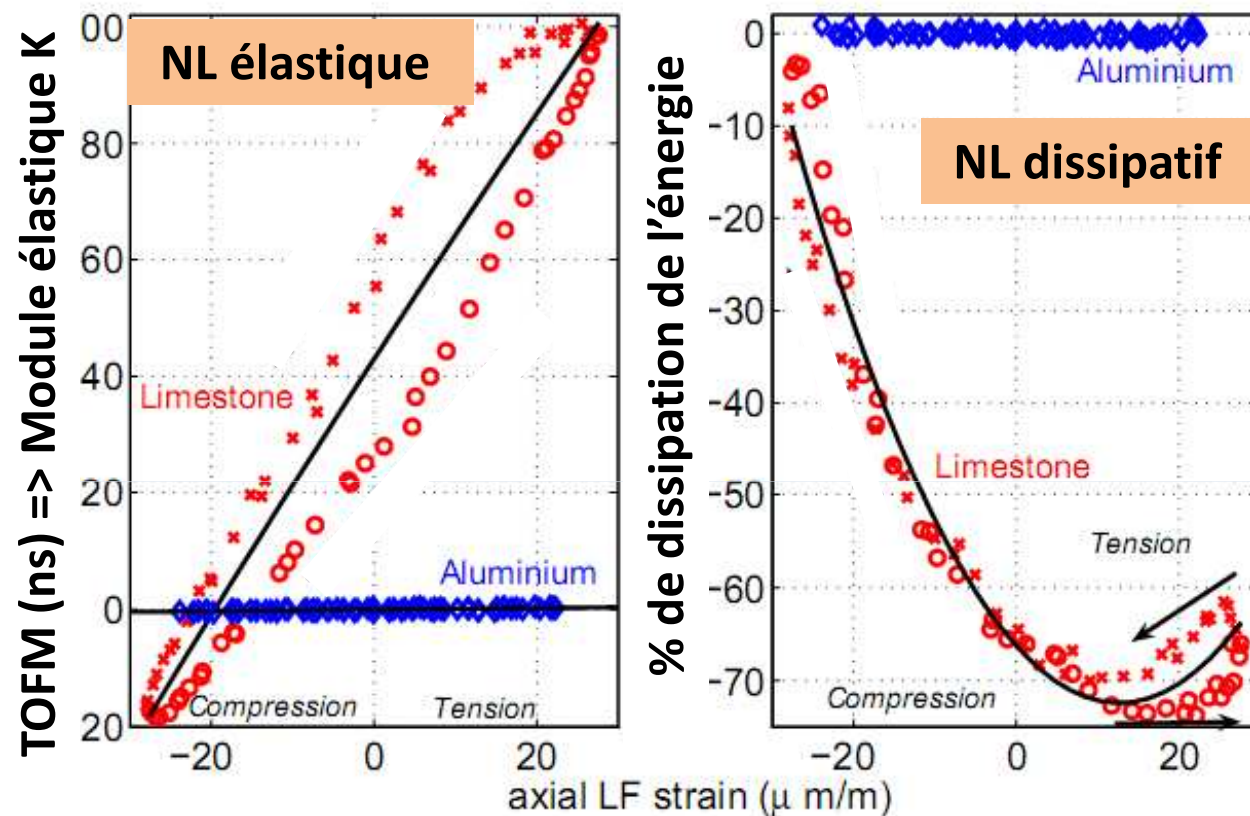 TOFM (ns) => Module élastique K
00
80
60
40
20
0
20
NL élastique
Limestone
Aluminium
Compression
Tension
−20
0
20
% de dissipation de l'énergie
0
−10
−20
−30
−40
−50
−60
−70
Aluminium
NL dissipatif
Limestone
Tension
Compression
−20
0
20
axial LF strain (μ m/m)